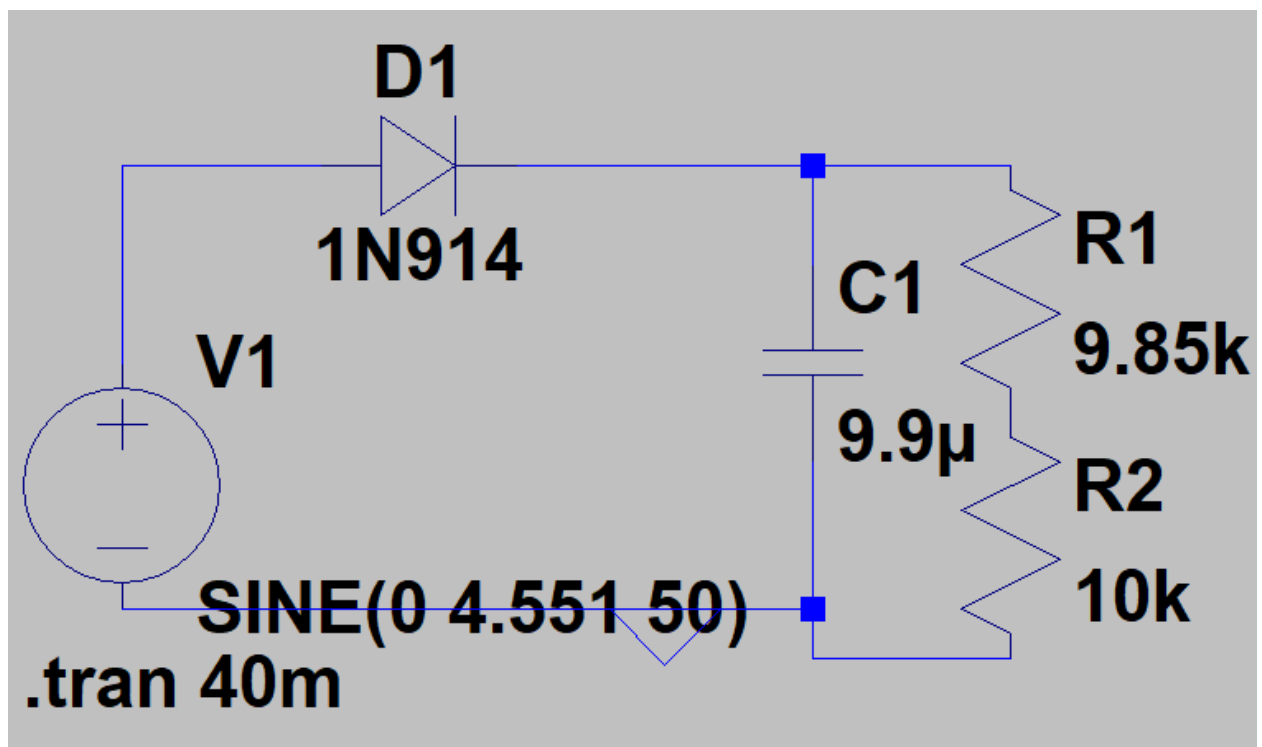 D1
1N914
R1
C1
9.85k
V1
9.9µ
R2
10k
SINE(0 4.551 50)
.tran 40m